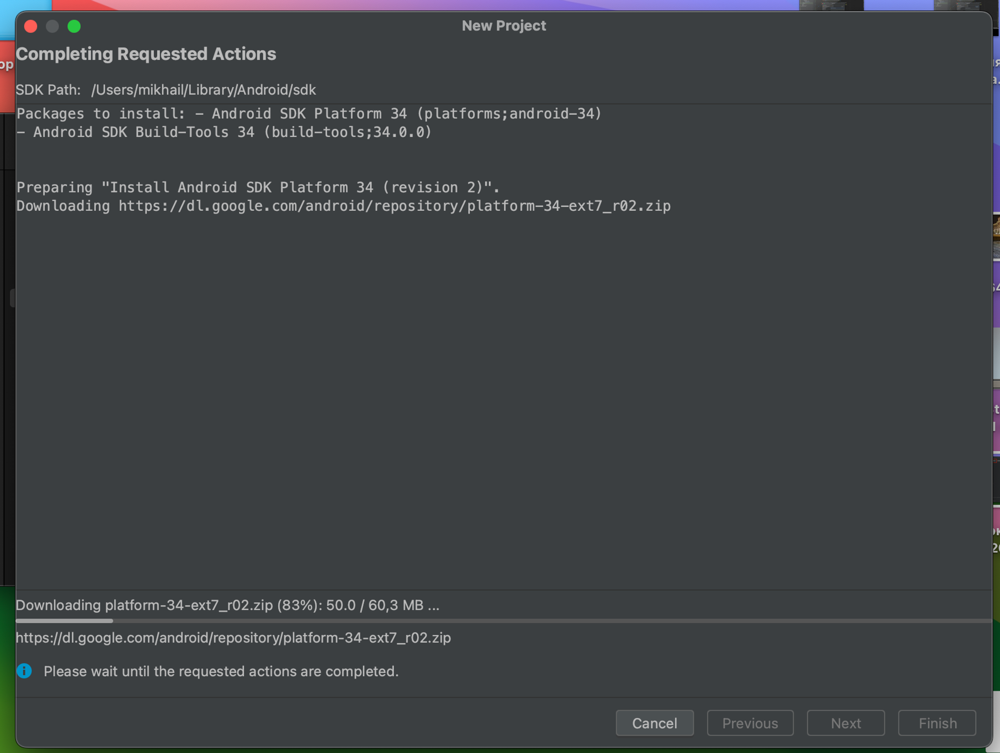 New Project
Completing Requested Actions
SDK Path: /Users/mikhail/Library/Android/sdk
Packages to install: - Android SDK Platform 34 (platforms;android-34)
- Android SDK Build-Tools 34 (build-tools;34.0.0)
Preparing "Install Android SDK Platform 34 (revision 2)".
Downloading https://dl.google.com/android/repository/platform-34-ext7_r02.zip
Downloading platform-34-ext7_r02.zip (83%): 50.0 / 60,3 MB ...
https://dl.google.com/android/repository/platform-34-ext7_r02.zip
Please wait until the requested actions are completed.
Cancel
Previous
Next
Finish